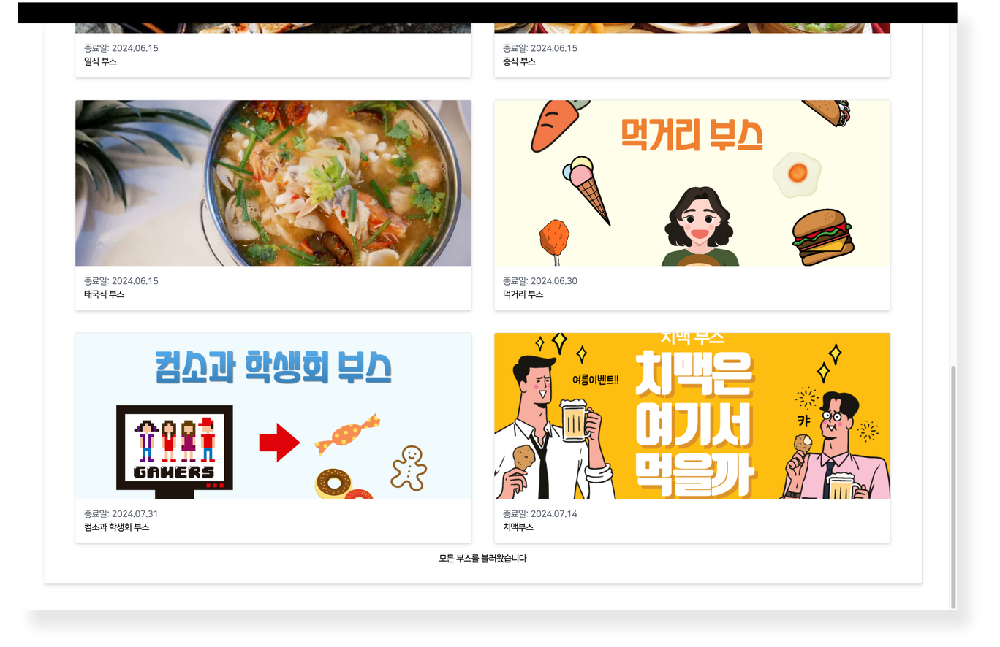 종료일: 2024.06.15
일식 부스
종료일: 2024.06.15
중식 부스
먹거리 부스
종료일: 2024.06.15
태국식 부스
종료일: 2024.06.30
먹거리 부스
컴소과 학생회 부스
GAMERS
종료일: 2024.07.31
컴소과 학생회 부스
치맥 부스
여름이벤트!!
치맥은
여기서
먹을까
캬
종료일: 2024.07.14
치맥부스
모든 부스를 불러왔습니다